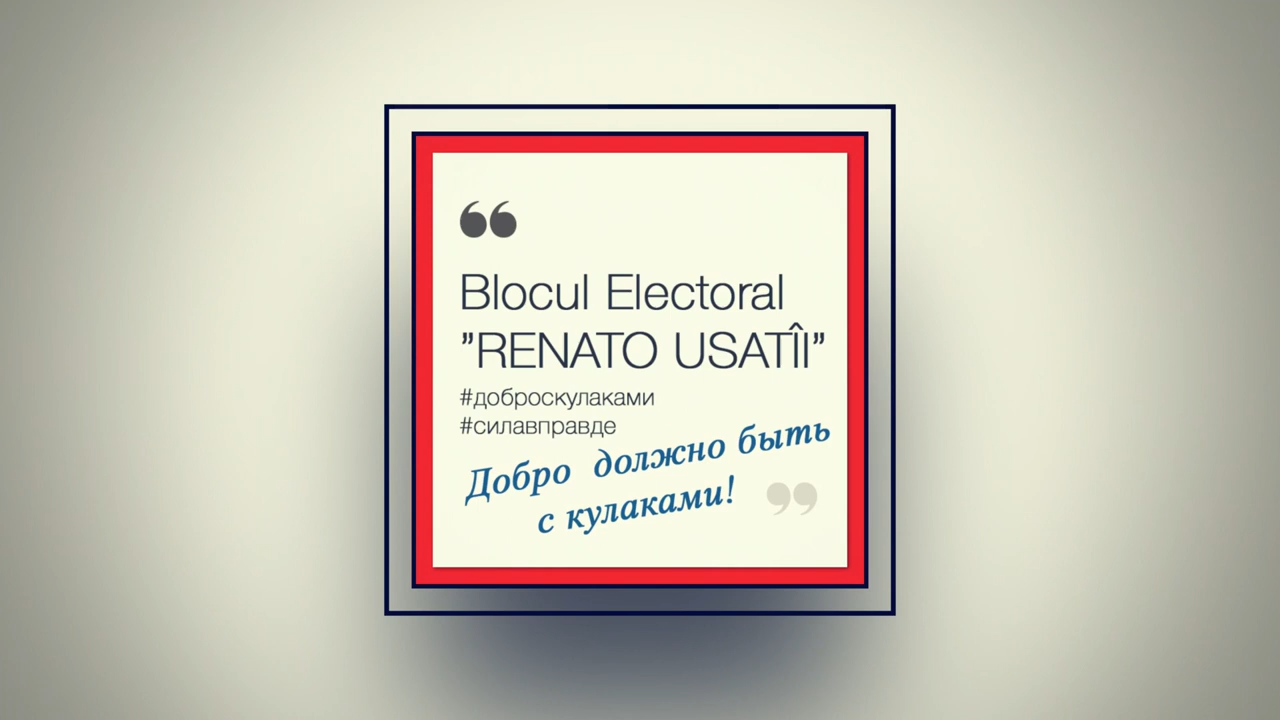 Blocul Electoral
”RENATO USATÎI”
#доброскулаками
#силавправде
Добро должно быть
с кулаками!